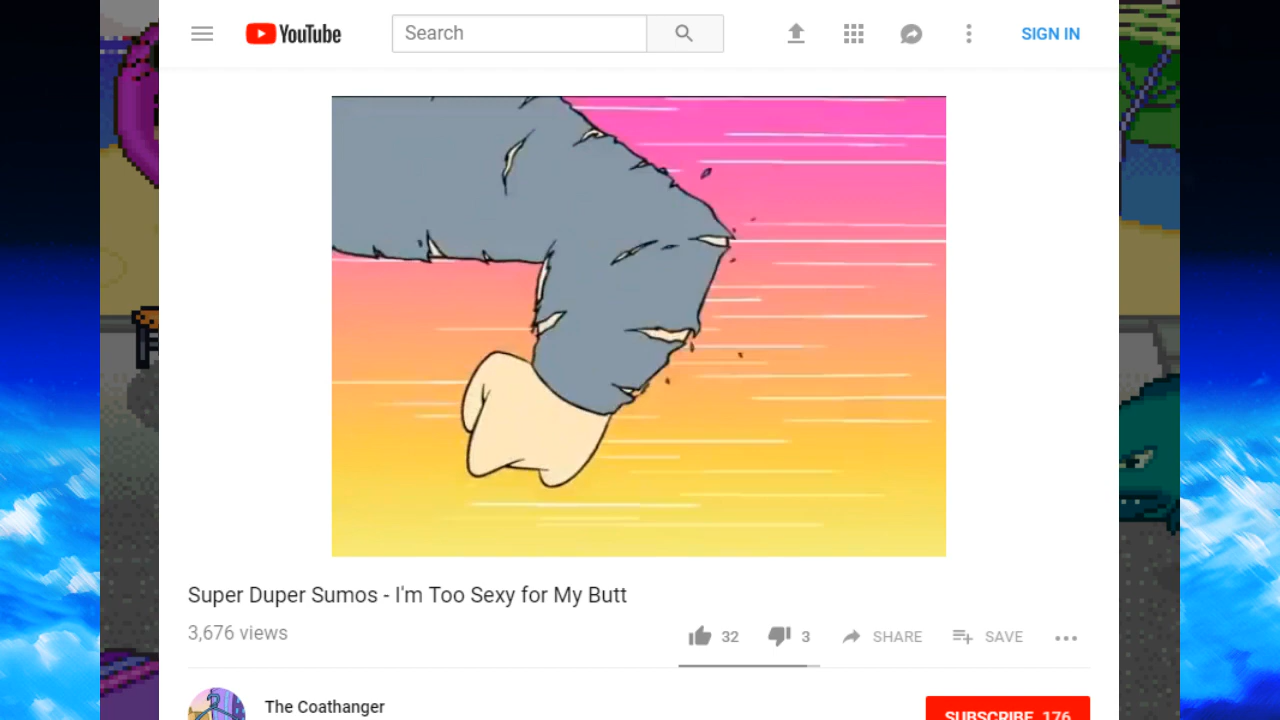 YouTube
Search
SIGN IN
Super Duper Sumos - I'm Too Sexy for My Butt
3,676 views
32
3
SHARE
SAVE
The Coathanger
SUBSCRIBE 176